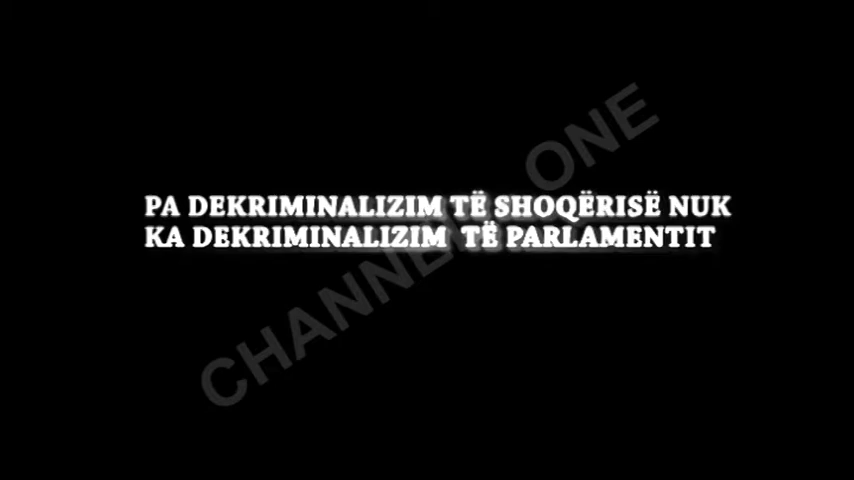 PA DEKRIMINALIZIM TË SHOQËRISË NUK
KA DEKRIMINALIZIM TË PARLAMENTIT
CHANNEL ONE